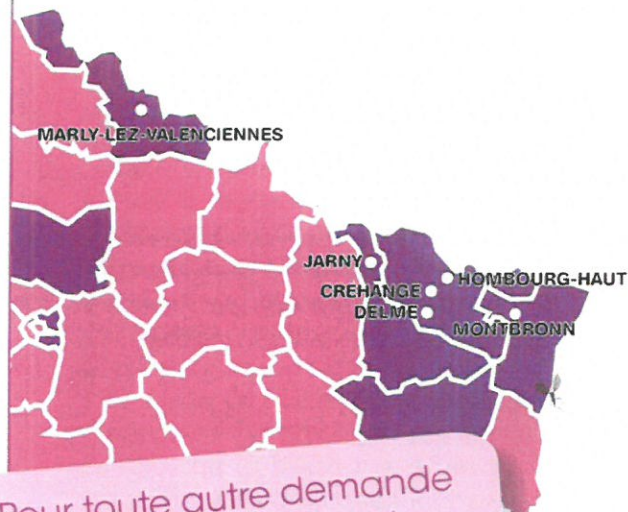 MARLY-LEZ-VALENCIENNES
JARNY
HOMBOURG-HAUT
CREHANGE
DELME
MONTBRONN
Pour toute autre demande